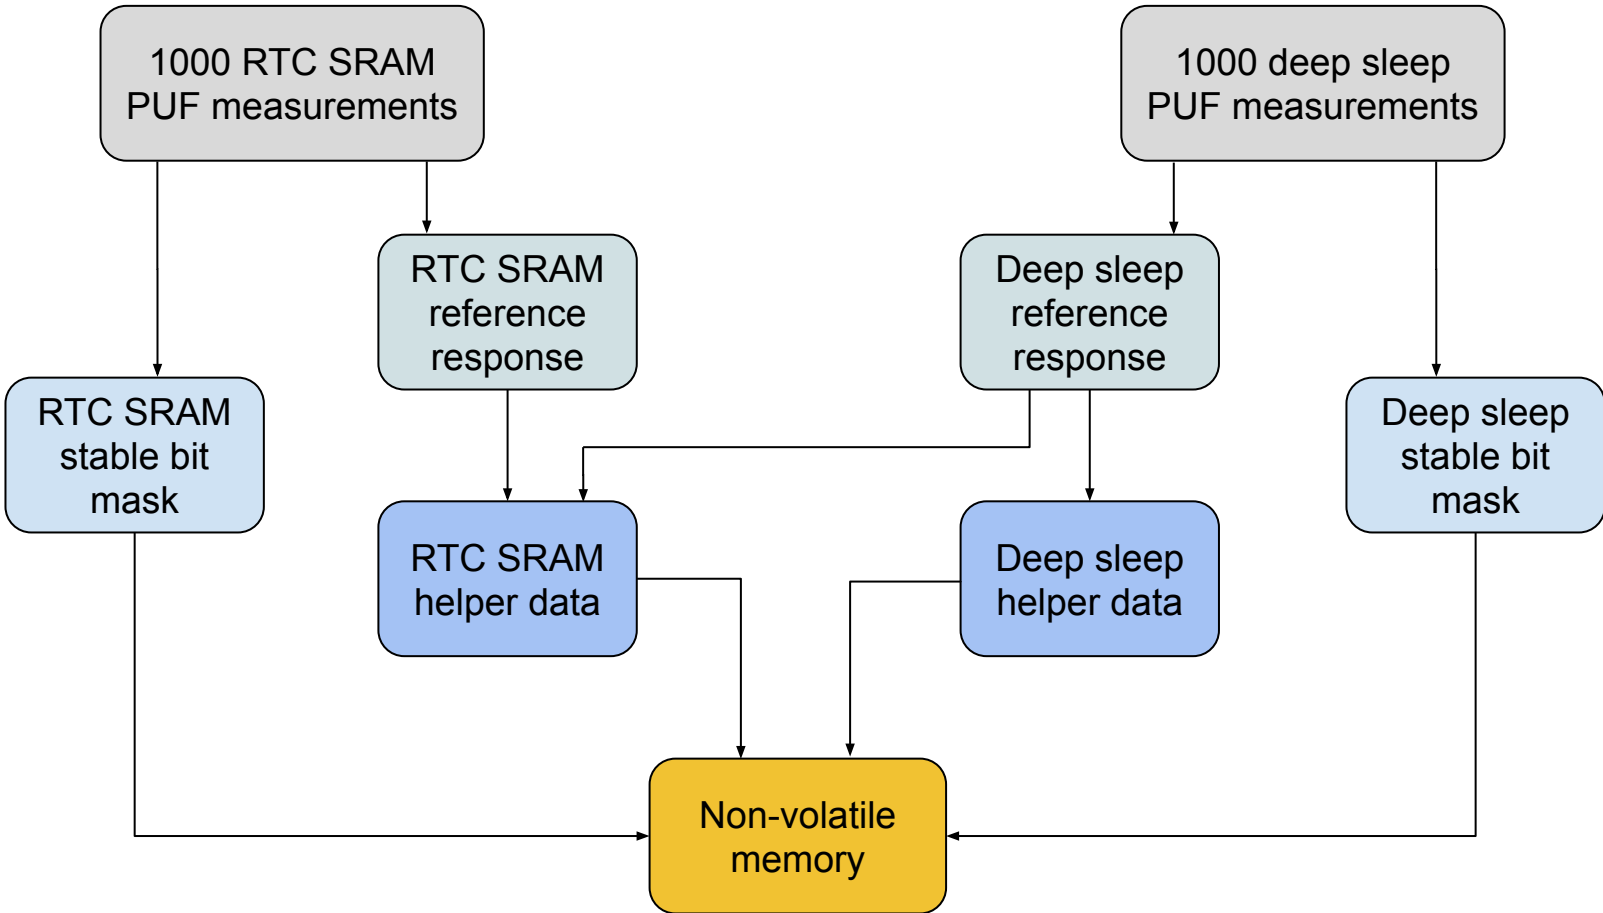 1000 RTC SRAM
PUF measurements
1000 deep sleep
PUF measurements
RTC SRAM
reference
response
Deep sleep
reference
response
RTC SRAM
stable bit
mask
Deep sleep
stable bit
mask
RTC SRAM
helper data
Deep sleep
helper data
Non-volatile
memory